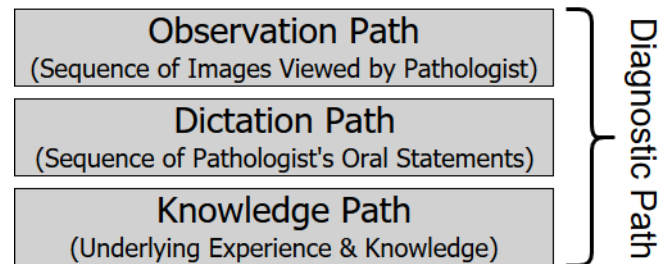 Observation Path
(Sequence of Images Viewed by Pathologist)
Dictation Path
(Sequence of Pathologist's Oral Statements)
Knowledge Path
(Underlying Experience & Knowledge)
Diagnostic Path